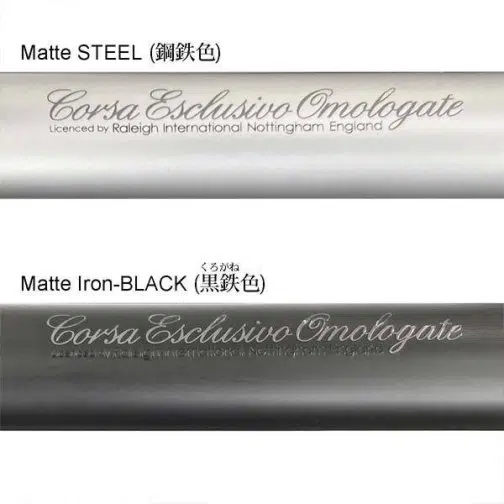 Matte STEEL (鋼鉄色)
Corsa Esclusivo Omologate
Licenced by Raleigh International Nottingham England
くろがね
Matte Iron-BLACK (黒鉄色)
Corsa Esclusivo Omologate